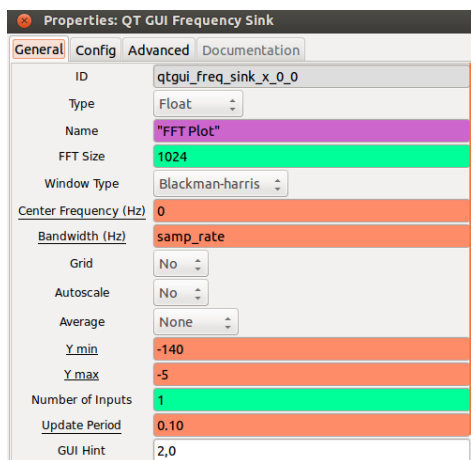 Properties: QT GUI Frequency Sink
General Config Advanced Documentation
ID qtgui_freq_sink_x_0_0
Type Float
Name "FFT Plot"
FFT Size 1024
Window Type Blackman-harris
Center Frequency (Hz) 0
Bandwidth (Hz) samp_rate
Grid No
Autoscale No
Average None
Y min -140
Y max -5
Number of Inputs 1
Update Period 0.10
GUI Hint 2,0